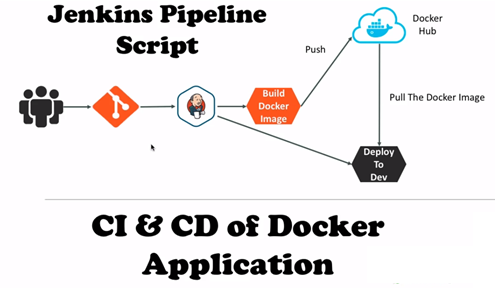 Jenkins Pipeline
Script
Docker
Hub
Push
Build
Docker
Image
Pull The Docker Image
Deploy
To
Dev
CI & CD of Docker
Application